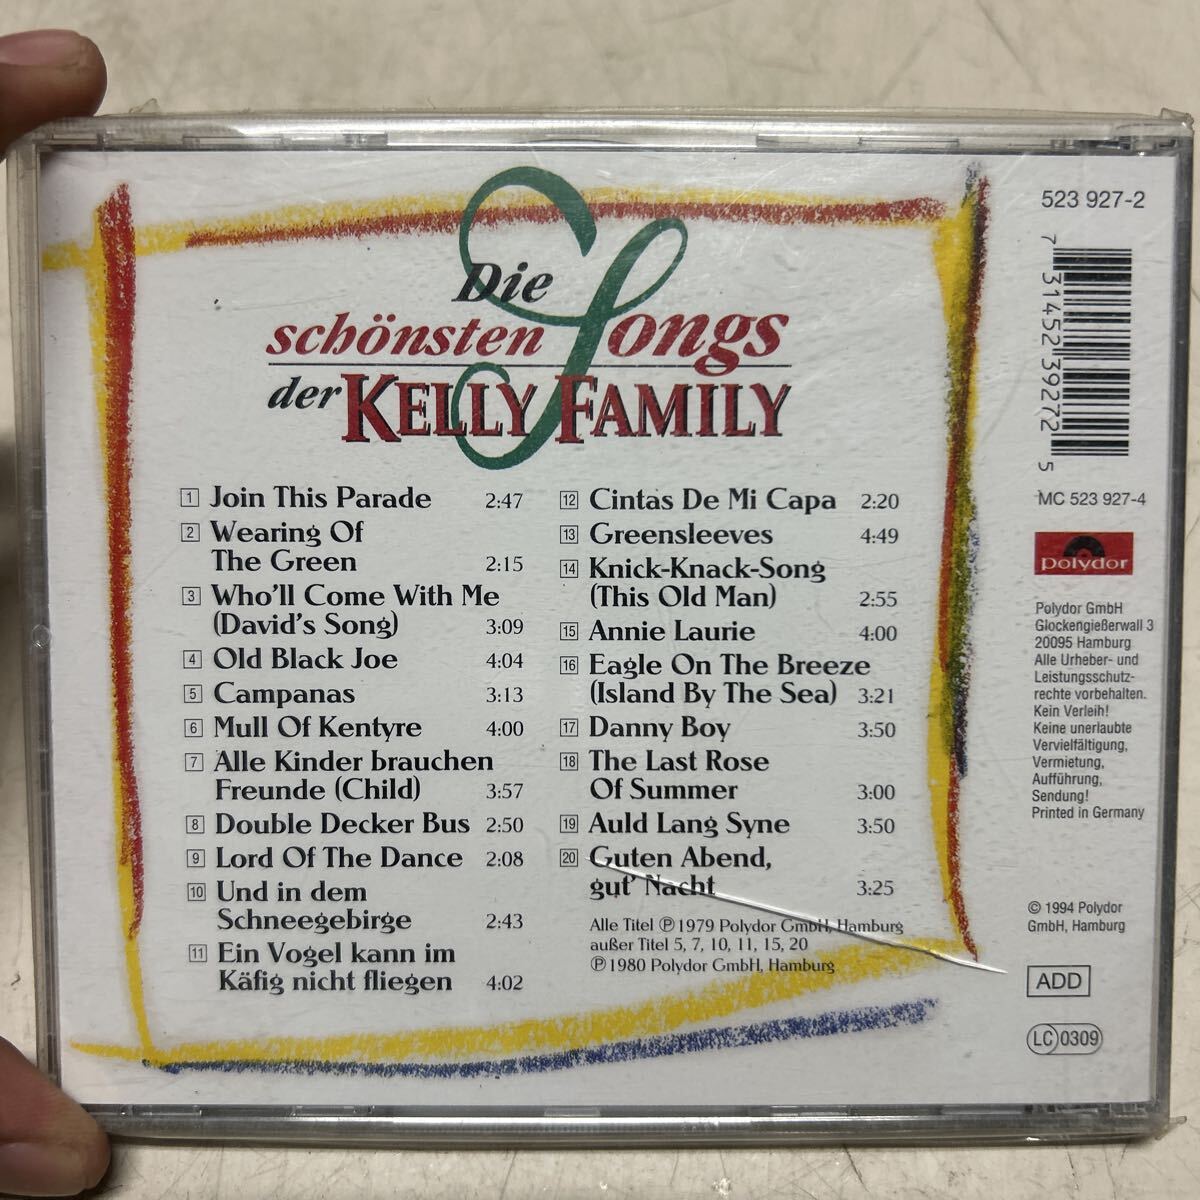 Die
schönsten Songs
der KELLY FAMILY
1 Join This Parade 2:47
2 Wearing Of
The Green 2:15
3 Who'll Come With Me
(David's Song) 3:09
4 Old Black Joe 4:04
5 Campanas 3:13
6 Mull Of Kentyre 4:00
7 Alle Kinder brauchen
Freunde (Child) 3:57
8 Double Decker Bus 2:50
9 Lord Of The Dance 2:08
10 Und in dem
Schneegebirge 2:43
11 Ein Vogel kann im
Käfig nicht fliegen 4:02
12 Cintas De Mi Capa 2:20
13 Greensleeves 4:49
14 Knick-Knack-Song
(This Old Man) 2:55
15 Annie Laurie 4:00
16 Eagle On The Breeze
(Island By The Sea) 3:21
17 Danny Boy 3:50
18 The Last Rose
Of Summer 3:00
19 Auld Lang Syne 3:50
20 Guten Abend,
gut' Nacht 3:25
Alle Titel ℗ 1979 Polydor GmbH, Hamburg
außer Titel 5, 7, 10, 11, 15, 20
℗ 1980 Polydor GmbH, Hamburg
523 927-2
7 31452 39272 5
MC 523 927-4
polydor
Polydor GmbH
Glockengießerwall 3
20095 Hamburg
Alle Urheber- und
Leistungsschutz-
rechte vorbehalten.
Kein Verleih!
Keine unerlaubte
Vervielfältigung,
Vermietung,
Aufführung,
Sendung!
Printed in Germany
© 1994 Polydor
GmbH, Hamburg
ADD
LC 0309